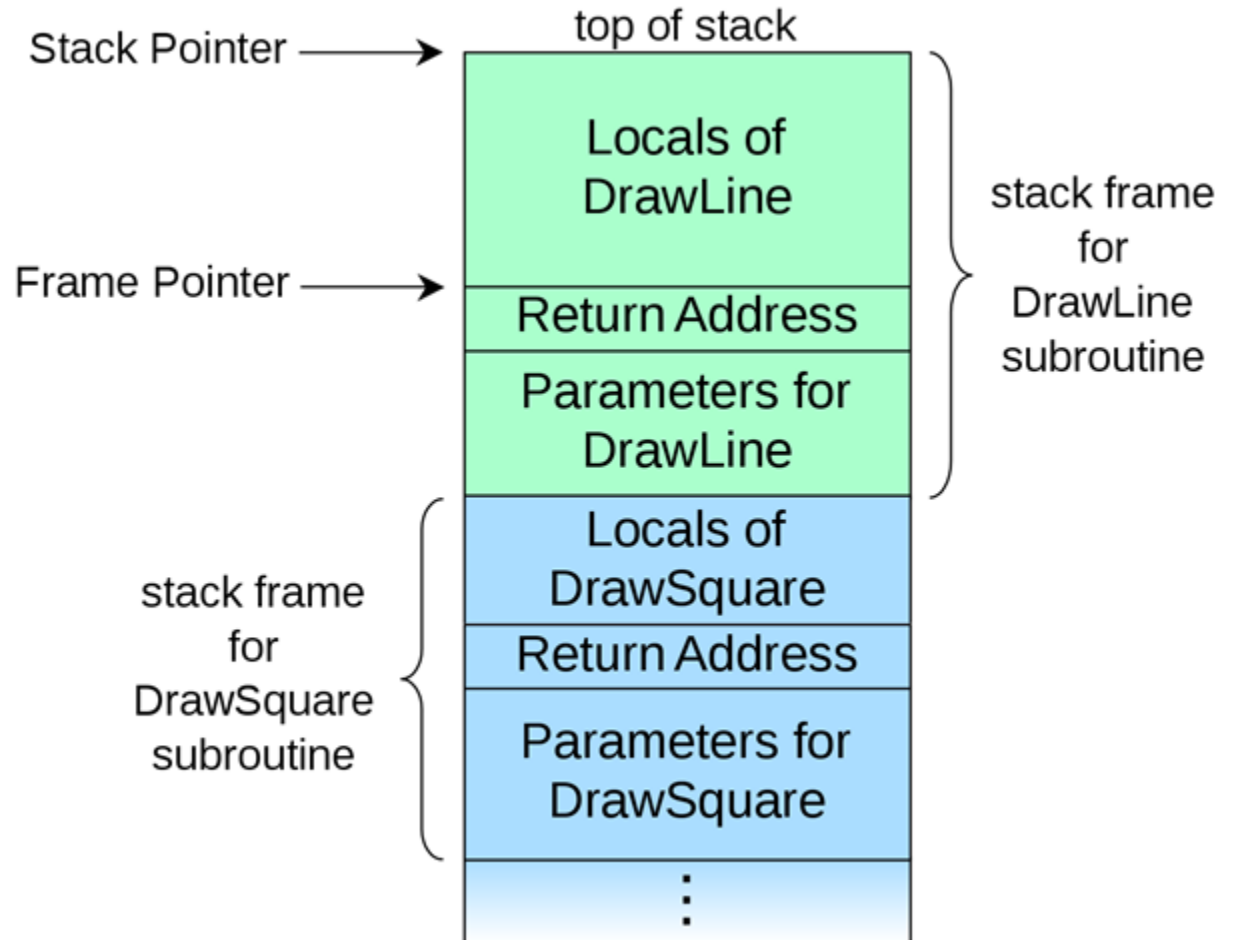 top of stack
Stack Pointer
Locals of
DrawLine
stack frame
for
DrawLine
subroutine
Frame Pointer
Return Address
Parameters for
DrawLine
Locals of
DrawSquare
stack frame
for
DrawSquare
subroutine
Return Address
Parameters for
DrawSquare
⋮